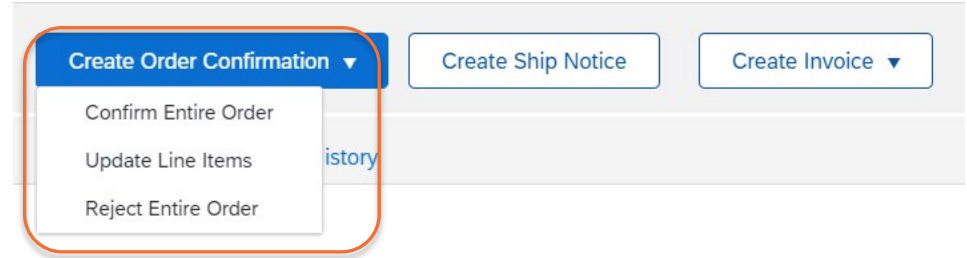 Create Order Confirmation Create Ship Notice Create Invoice
Confirm Entire Order
Update Line Items istory
Reject Entire Order